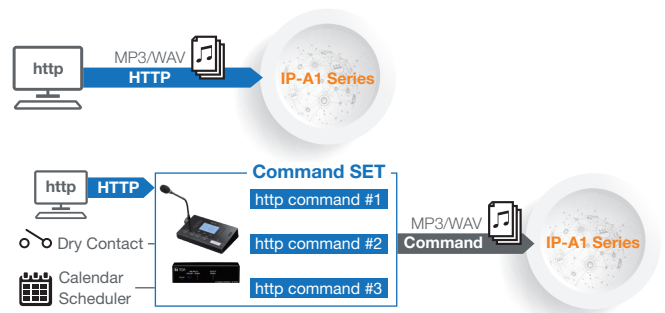 http
MP3/WAV
HTTP
IP-A1 Series
http
HTTP
Dry Contact
Calendar
Scheduler
Command SET
http command #1
http command #2
http command #3
MP3/WAV
Command
IP-A1 Series